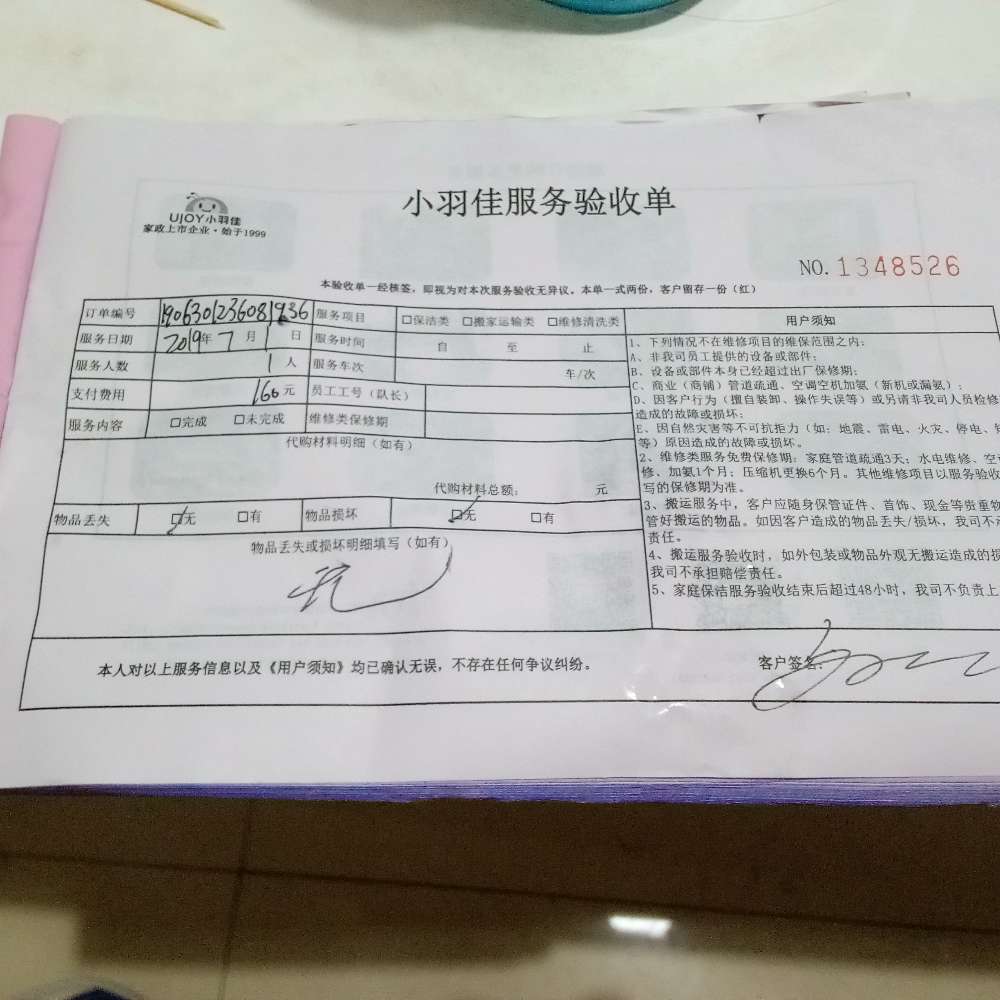 小羽佳服务验收单
UJOY小羽佳
家政上市企业·始于1999
NO. 1348526
本验收单一经核签，即视为对本次服务验收无异议。本单一式两份，客户留存一份（红）
订单编号 服务项目 □保洁类 □搬家运输类 □维修清洗类
服务日期 2019年 7 月 1 日 服务时间 自 至 止
服务人数 1 人 服务车次 车/次
支付费用 160 元 员工工号（队长）
服务内容 □完成 □未完成 维修类保修期
代购材料明细（如有）
代购材料总额： 元
物品丢失 □无 □有 物品损坏 □无 □有
物品丢失或损坏明细填写（如有）
用户须知
1、下列情况不在维修项目的维保范围之内：
A、非我司员工提供的设备或部件；
B、设备或部件本身已经超过出厂保修期；
C、商业（商铺）管道疏通、空调空机加氨（新机或漏氨）；
D、因客户行为（擅自装卸、操作失误等）或另请非我司人员检修
造成的故障或损坏；
E、因自然灾害等不可抗拒力（如：地震、雷电、火灾、停电、
等）原因造成的故障或损坏。
2、维修类服务免费保修期：家庭管道疏通3天；水电维修、空
修、加氨1个月；压缩机更换6个月。其他维修项目以服务验收
写的保修期为准。
3、搬运服务中，客户应随身保管证件、首饰、现金等贵重物
管好搬运的物品。如因客户造成的物品丢失/损坏，我司不承
责任。
4、搬运服务验收时，如外包装或物品外观无搬运造成的损
我司不承担赔偿责任。
5、家庭保洁服务验收结束后超过48小时，我司不负责上
本人对以上服务信息以及《用户须知》均已确认无误，不存在任何争议纠纷。
客户签名：